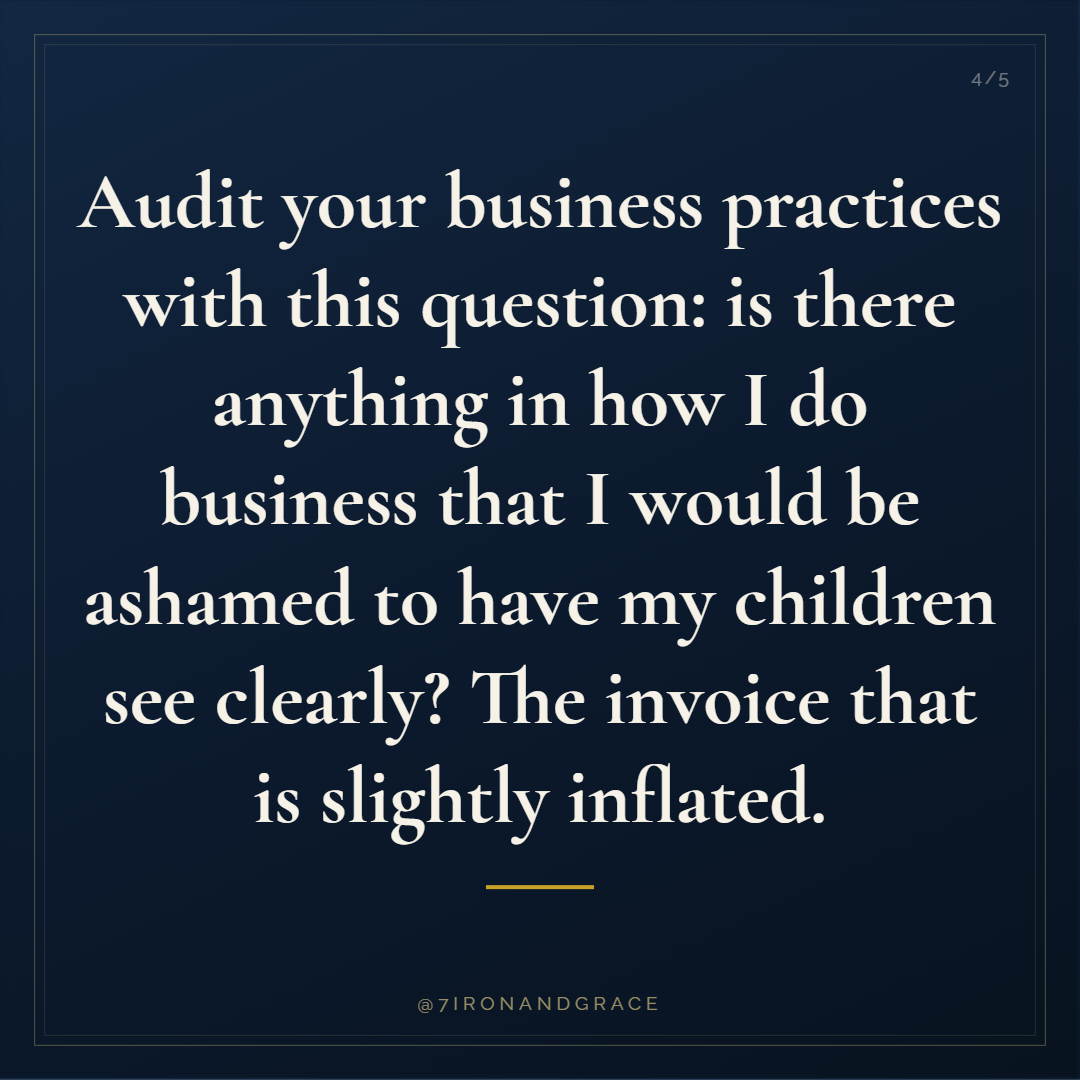 4/5
Audit your business practices
with this question: is there
anything in how I do
business that I would be
ashamed to have my children
see clearly? The invoice that
is slightly inflated.
@7IRONANDGRACE